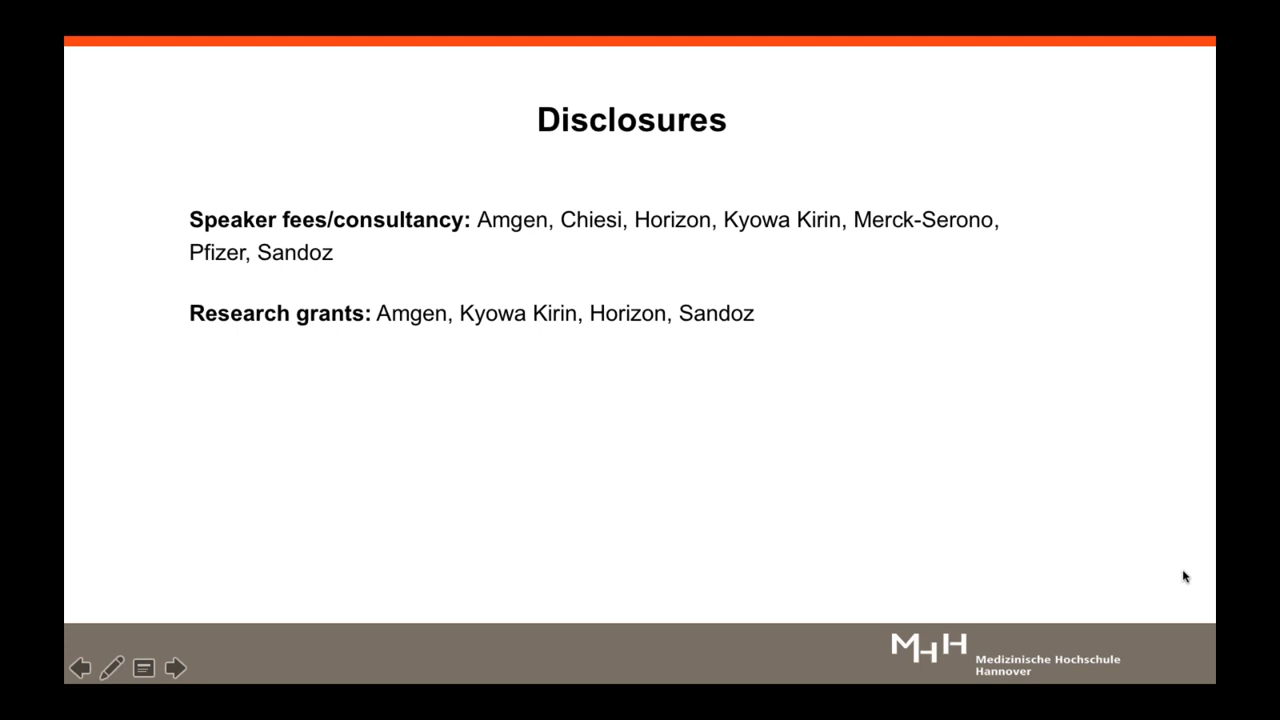 Disclosures
Speaker fees/consultancy: Amgen, Chiesi, Horizon, Kyowa Kirin, Merck-Serono,
Pfizer, Sandoz
Research grants: Amgen, Kyowa Kirin, Horizon, Sandoz
MHH
Medizinische Hochschule
Hannover